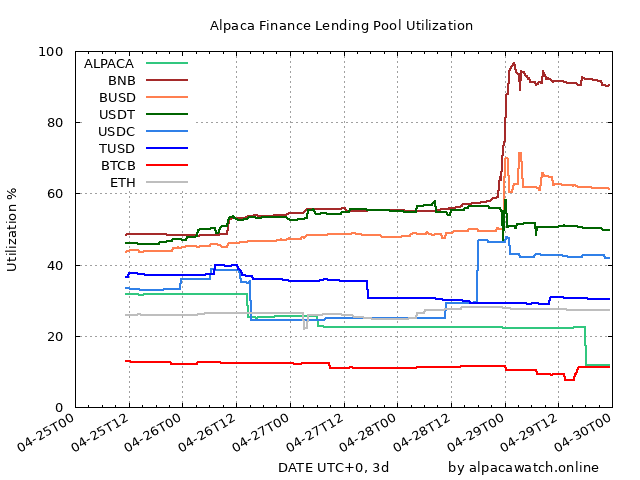 Alpaca Finance Lending Pool Utilization
100
80
60
40
20
0
Utilization %
ALPACA
BNB
BUSD
USDT
USDC
TUSD
BTCB
ETH
04-25T00
04-25T12
04-26T00
04-26T12
04-27T00
04-27T12
04-28T00
04-28T12
04-29T00
04-29T12
04-30T00
DATE UTC+0, 3d
by alpacawatch.online